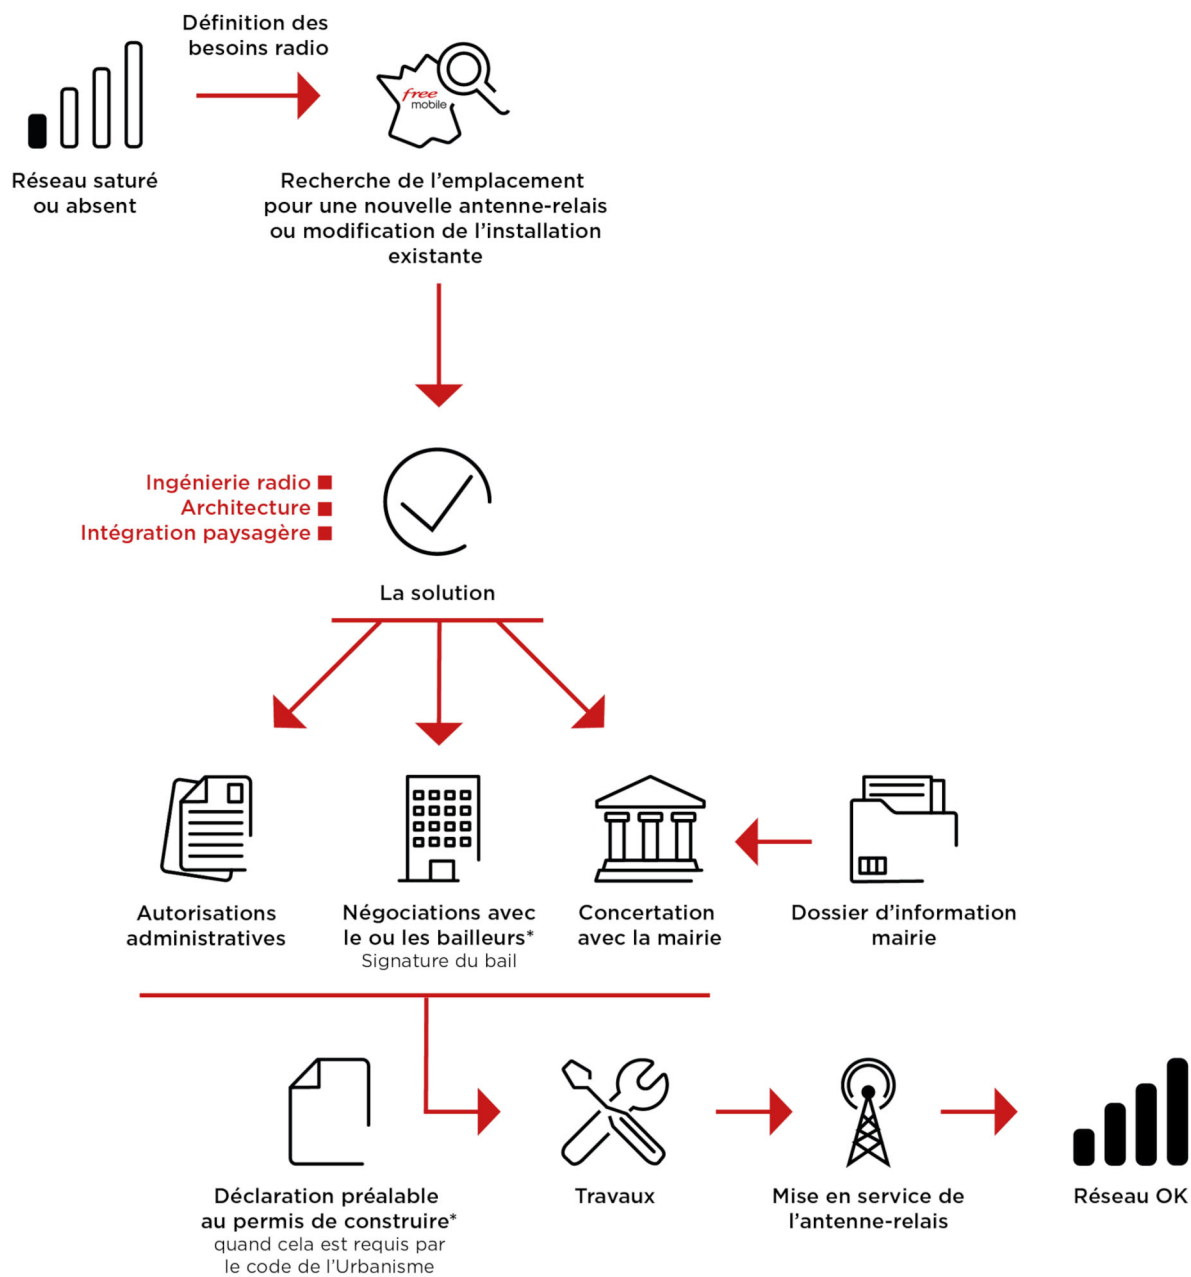 Définition des
besoins radio
free
mobile
Réseau saturé
ou absent
Recherche de l'emplacement
pour une nouvelle antenne-relais
ou modification de l'installation
existante
Ingénierie radio
Architecture
Intégration paysagère
La solution
Autorisations
administratives
Négociations avec
le ou les bailleurs*
Signature du bail
Concertation
avec la mairie
Dossier d'information
mairie
Déclaration préalable
au permis de construire*
quand cela est requis par
le code de l'Urbanisme
Travaux
Mise en service de
l'antenne-relais
Réseau OK